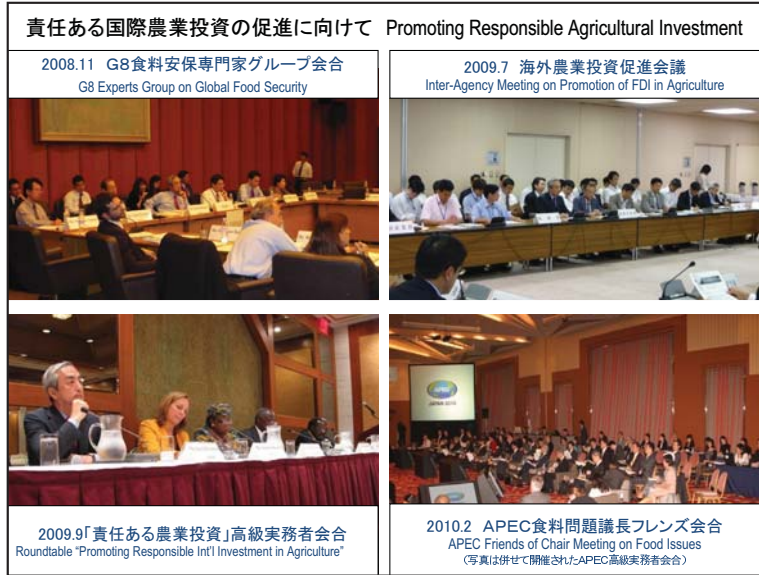 責任ある国際農業投資の促進に向けて Promoting Responsible Agricultural Investment
2008.11 G8食料安保専門家グループ会合
G8 Experts Group on Global Food Security
2009.7 海外農業投資促進会議
Inter-Agency Meeting on Promotion of FDI in Agriculture
APEC
JAPAN 2010
2009.9「責任ある農業投資」高級実務者会合
Roundtable “Promoting Responsible Int'l Investment in Agriculture”
2010.2 APEC食料問題議長フレンズ会合
APEC Friends of Chair Meeting on Food Issues
(写真は併せて開催されたAPEC高級実務者会合)